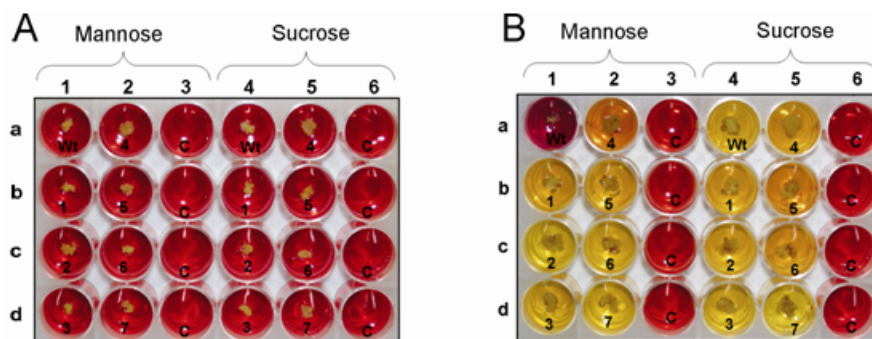 A
Mannose
Sucrose
1 2 3 4 5 6
a
Wt 4 C Wt 4 C
b
1 5 C 1 5 C
c
2 6 C 2 6 C
d
3 7 C 3 7 C
B
Mannose
Sucrose
1 2 3 4 5 6
a
Wt 4 C Wt 4 C
b
1 5 C 1 5 C
c
2 6 C 2 6 C
d
3 7 C 3 7 C